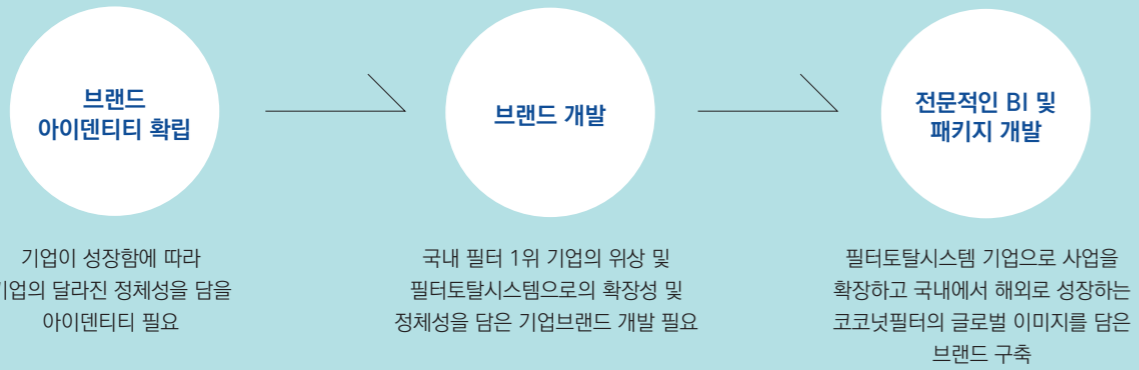 브랜드
아이덴티티 확립
브랜드 개발
전문적인 BI 및
패키지 개발
기업이 성장함에 따라
기업의 달라진 정체성을 담을
아이덴티티 필요
국내 필터 1위 기업의 위상 및
필터토탈시스템으로의 확장성 및
정체성을 담은 기업브랜드 개발 필요
필터토탈시스템 기업으로 사업을
확장하고 국내에서 해외로 성장하는
코코넛필터의 글로벌 이미지를 담은
브랜드 구축